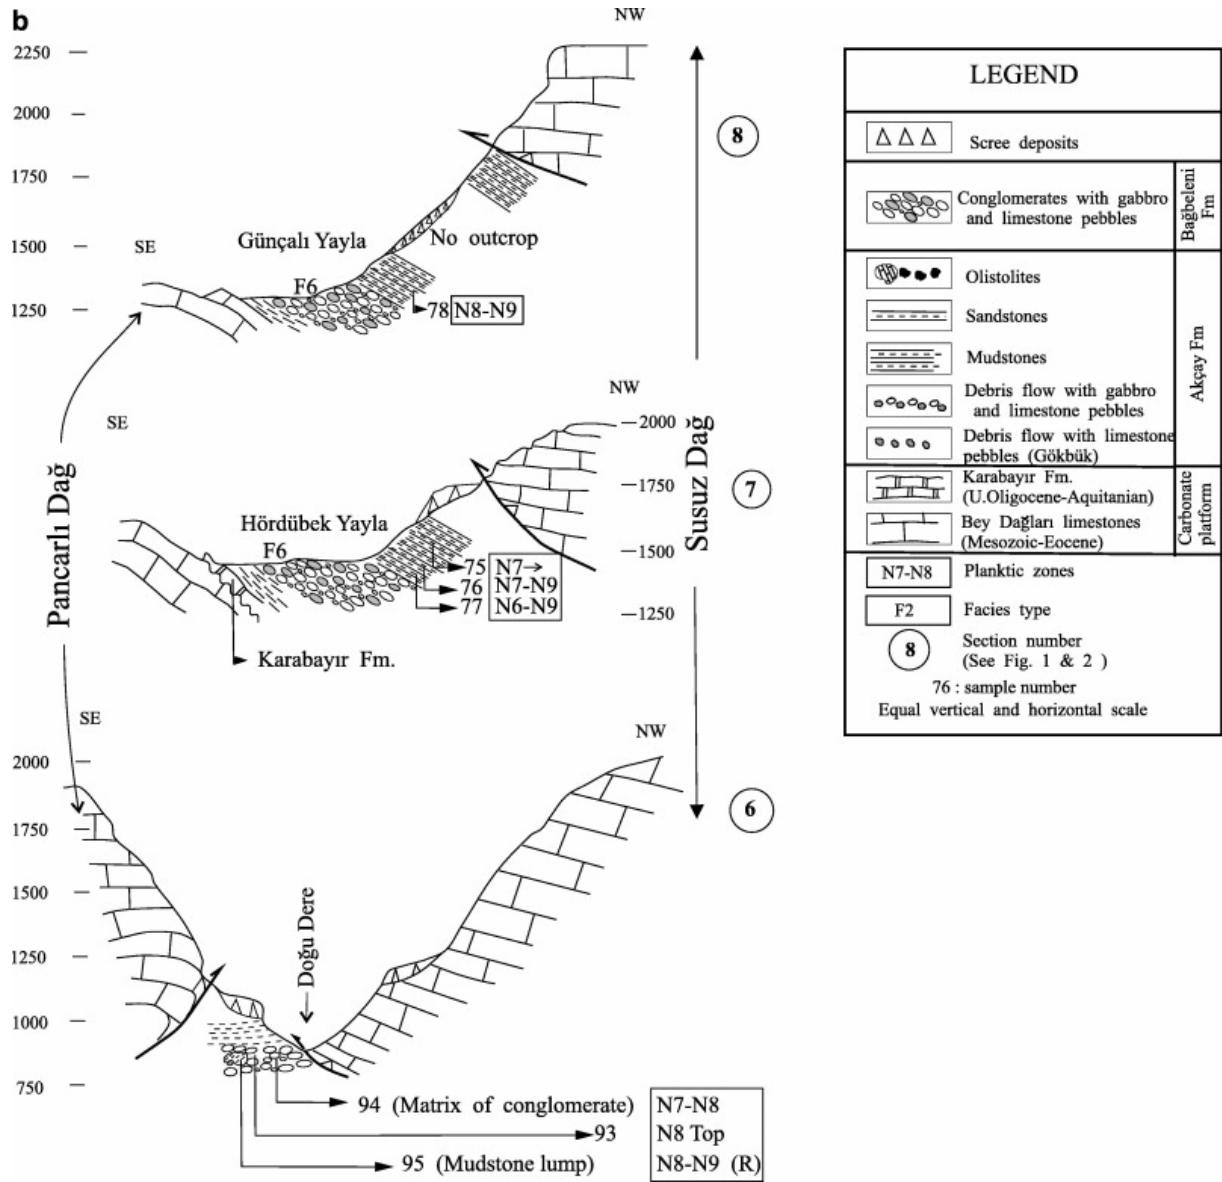 b
NW
2250
2000
1750
1500
1250
SE
Günçalı Yayla
No outcrop
F6
78 N8-N9
8
NW
SE
2000
1750
1500
1250
Hördübek Yayla
F6
75 N7→
76 N7-N9
77 N6-N9
Karabayır Fm.
7
Pancarlı Dağ
Susuz Dağ
SE
NW
2000
1750
1500
1250
1000
750
6
Doğu Dere
94 (Matrix of conglomerate) N7-N8
93 N8 Top
95 (Mudstone lump) N8-N9 (R)
LEGEND
Scree deposits
Conglomerates with gabbro
and limestone pebbles
Bağbeleni
Fm
Olistolites
Sandstones
Mudstones
Debris flow with gabbro
and limestone pebbles
Debris flow with limestone
pebbles (Gökbük)
Akçay Fm
Karabayır Fm.
(U.Oligocene-Aquitanian)
Bey Dağları limestones
(Mesozoic-Eocene)
Carbonate
platform
N7-N8 Planktic zones
F2 Facies type
8 Section number
(See Fig. 1 & 2 )
76 : sample number
Equal vertical and horizontal scale